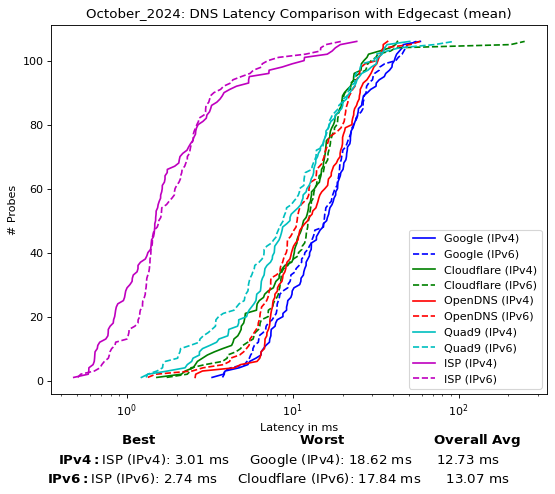 October_2024: DNS Latency Comparison with Edgecast (mean)
# Probes
100
80
60
40
20
0
Google (IPv4)
Google (IPv6)
Cloudflare (IPv4)
Cloudflare (IPv6)
OpenDNS (IPv4)
OpenDNS (IPv6)
Quad9 (IPv4)
Quad9 (IPv6)
ISP (IPv4)
ISP (IPv6)
10⁰ 10¹ 10²
Latency in ms
Best Worst Overall Avg
IPv4: ISP (IPv4): 3.01 ms Google (IPv4): 18.62 ms 12.73 ms
IPv6: ISP (IPv6): 2.74 ms Cloudflare (IPv6): 17.84 ms 13.07 ms